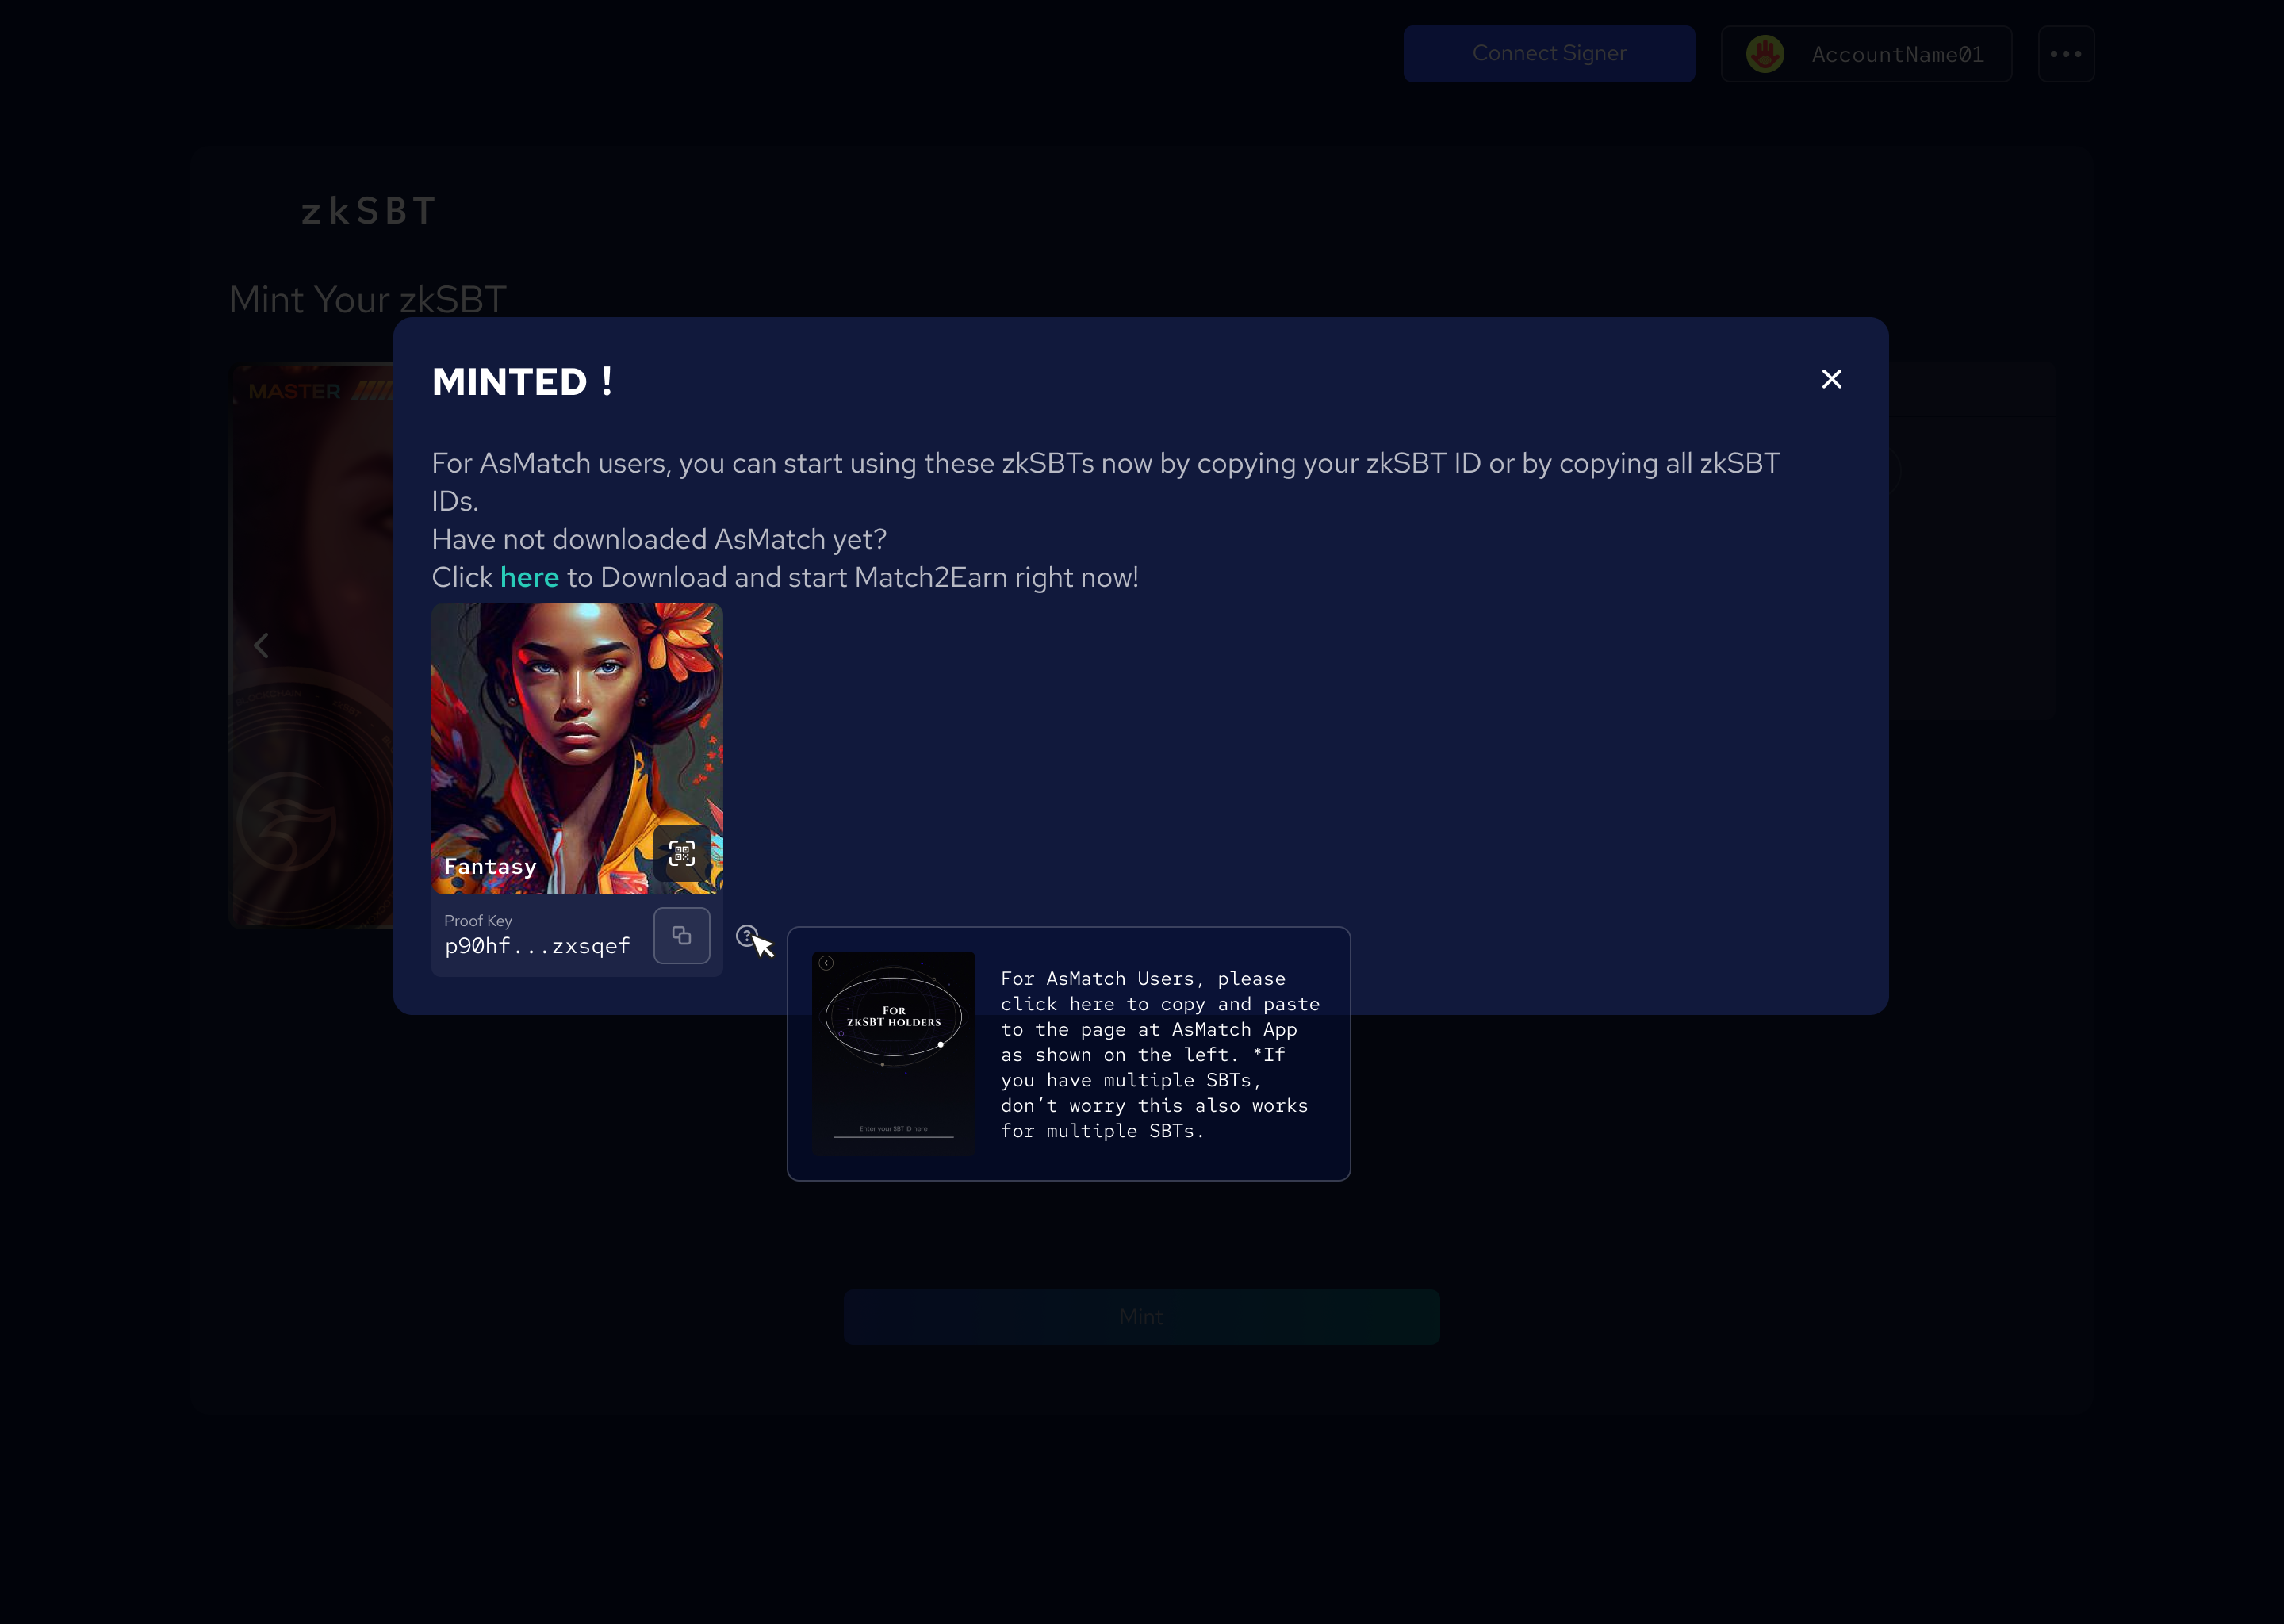 Connect Signer
AccountName01
zkSBT
Mint Your zkSBT
MASTER
MINTED !
For AsMatch users, you can start using these zkSBTs now by copying your zkSBT ID or by copying all zkSBT
IDs.
Have not downloaded AsMatch yet?
Click here to Download and start Match2Earn right now!
Fantasy
Proof Key
p90hf...zxsqef
FOR
ZKSBT HOLDERS
Enter your SBT ID here
For AsMatch Users, please
click here to copy and paste
to the page at AsMatch App
as shown on the left. *If
you have multiple SBTs,
don’t worry this also works
for multiple SBTs.
Mint